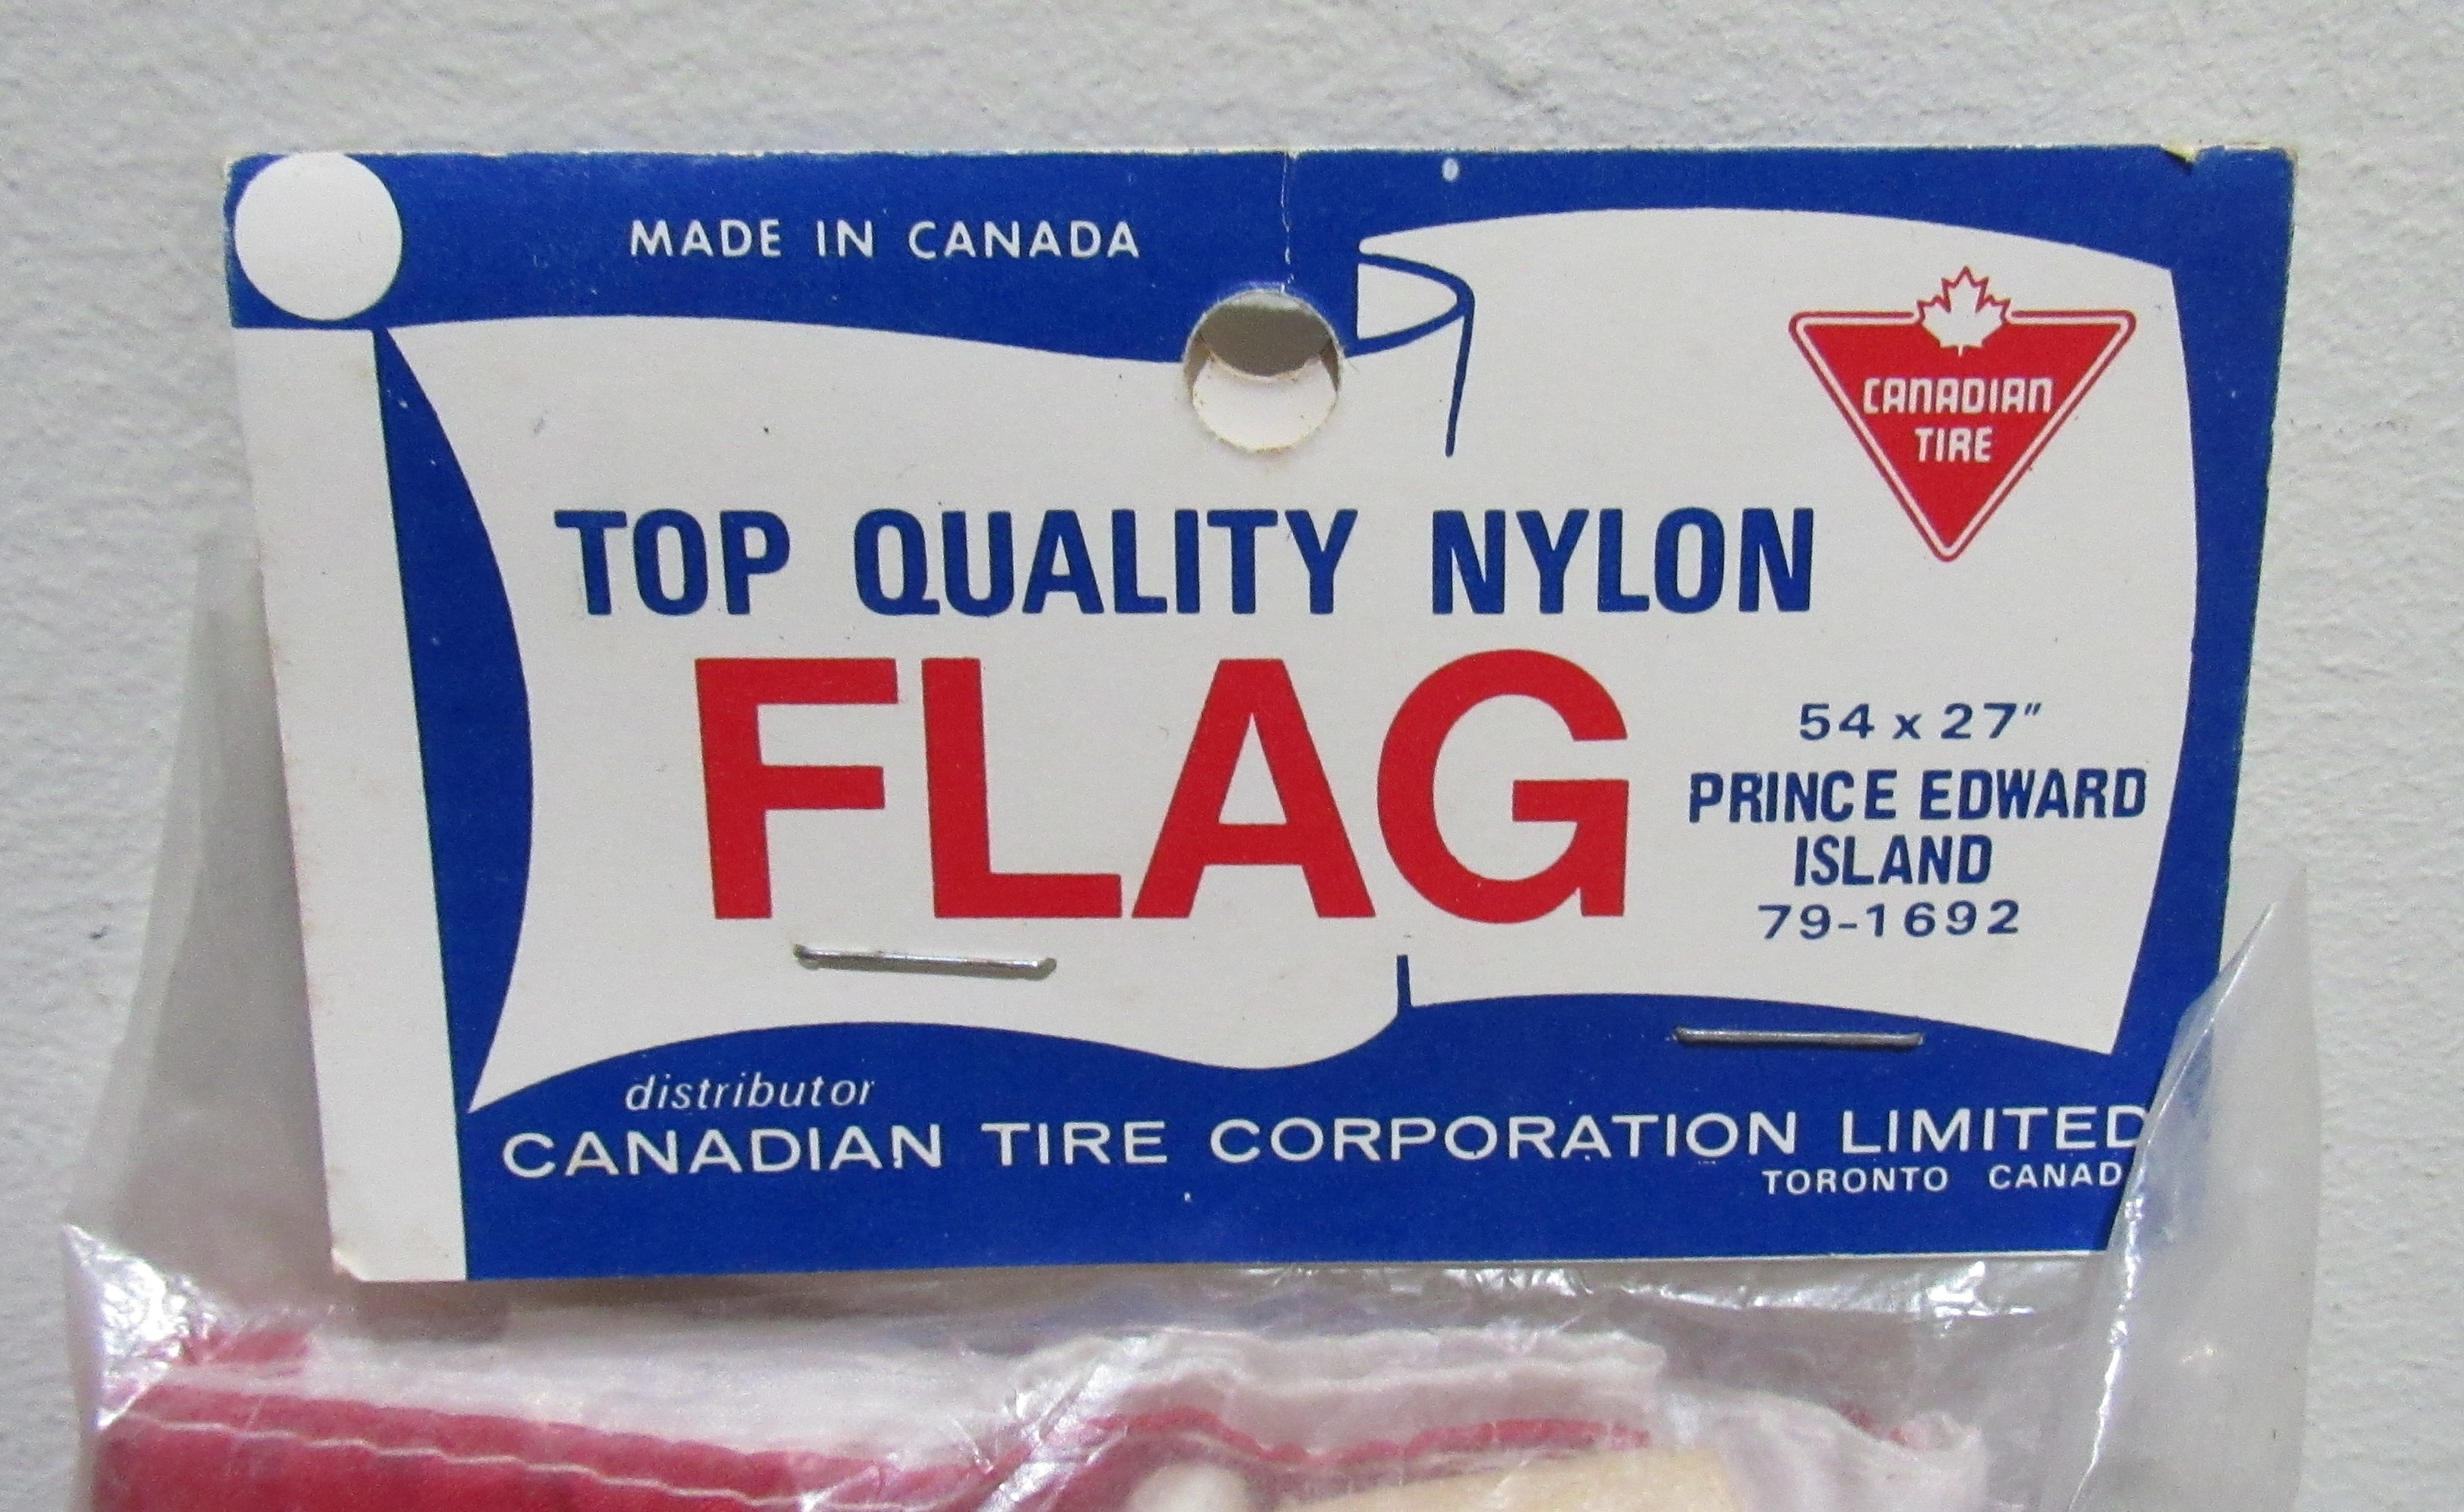 MADE IN CANADA
CANADIAN
TIRE
TOP QUALITY NYLON
FLAG
54 x 27"
PRINCE EDWARD
ISLAND
79-1692
distributor
CANADIAN TIRE CORPORATION LIMITED
TORONTO CANAD